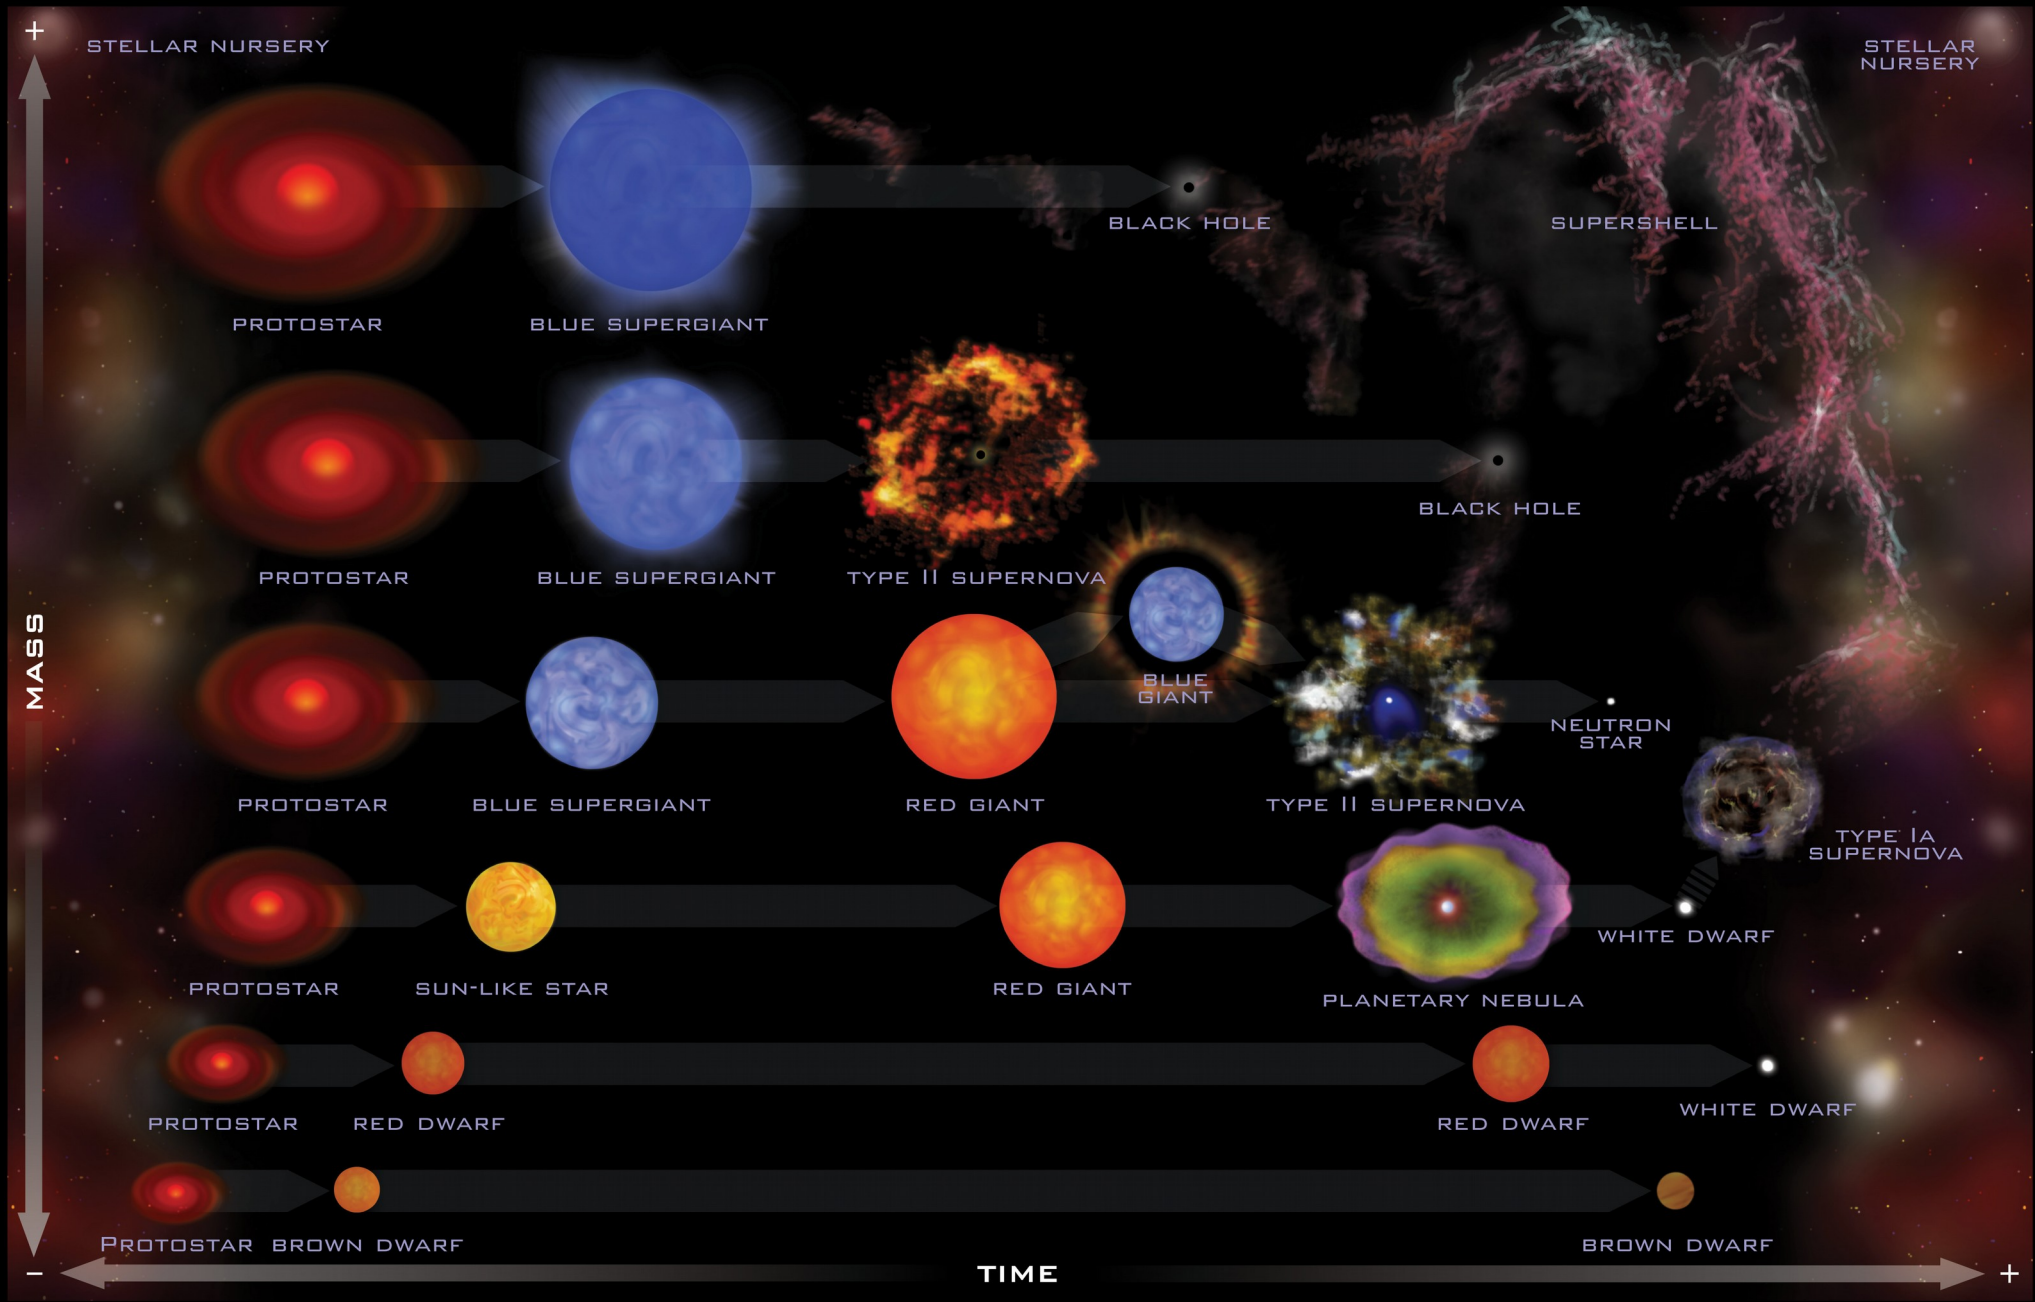 +
STELLAR NURSERY
STELLAR
NURSERY
BLACK HOLE
SUPERSHELL
PROTOSTAR
BLUE SUPERGIANT
BLACK HOLE
PROTOSTAR
BLUE SUPERGIANT
TYPE II SUPERNOVA
MASS
BLUE
GIANT
NEUTRON
STAR
PROTOSTAR
BLUE SUPERGIANT
RED GIANT
TYPE II SUPERNOVA
TYPE Ia
SUPERNOVA
WHITE DWARF
PROTOSTAR
SUN-LIKE STAR
RED GIANT
PLANETARY NEBULA
PROTOSTAR
RED DWARF
RED DWARF
WHITE DWARF
PROTOSTAR
BROWN DWARF
BROWN DWARF
–
TIME
+